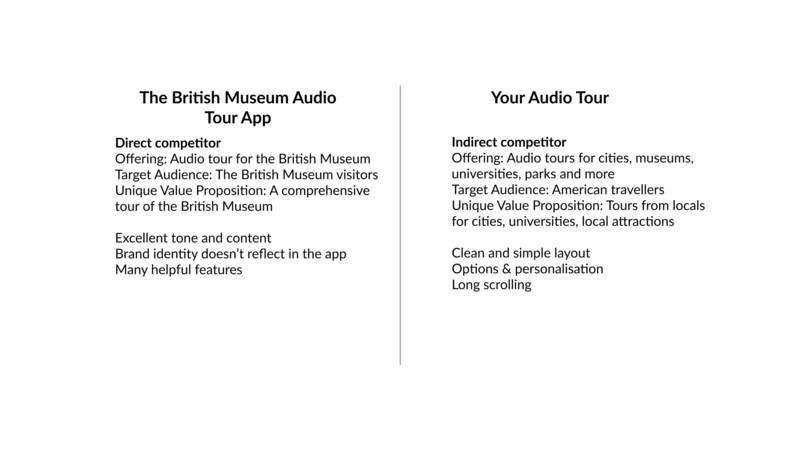 The British Museum Audio
Tour App
Direct competitor
Offering: Audio tour for the British Museum
Target Audience: The British Museum visitors
Unique Value Proposition: A comprehensive
tour of the British Museum
Excellent tone and content
Brand identity doesn’t reflect in the app
Many helpful features
Your Audio Tour
Indirect competitor
Offering: Audio tours for cities, museums,
universities, parks and more
Target Audience: American travellers
Unique Value Proposition: Tours from locals
for cities, universities, local attractions
Clean and simple layout
Options & personalisation
Long scrolling